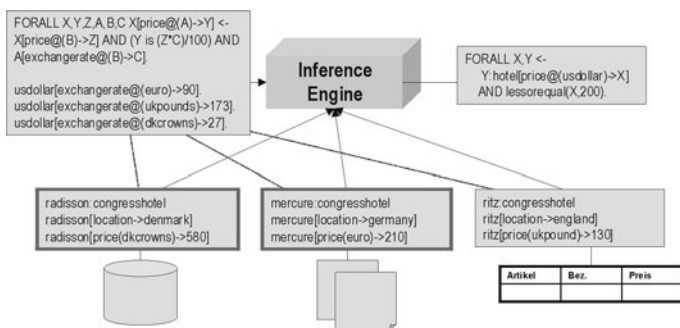 FORALL X,Y,Z,A,B,C X[price@(A)->Y] <-
X[price@(B)->Z] AND (Y is (Z*C)/100) AND
A[exchangerate@(B)->C].
usdollar[exchangerate@(euro)->90].
usdollar[exchangerate@(ukpounds)->173].
usdollar[exchangerate@(dkcrowns)->27].
Inference
Engine
FORALL X,Y <-
Y:hotel[price@(usdollar)->X]
AND lessorequal(X,200).
radisson:congresshotel
radisson[location->denmark]
radisson[price(dkcrowns)->580]
mercure:congresshotel
mercure[location->germany]
mercure[price(euro)->210]
ritz:congresshotel
ritz[location->england]
ritz[price(ukpound)->130]
Artikel Bez. Preis